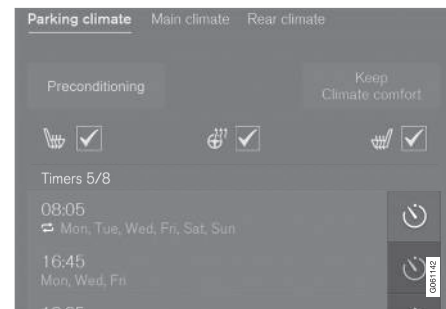 Parking climate Main climate Rear climate
Preconditioning
Keep
Climate comfort
Timers 5/8
08:05
Mon, Tue, Wed, Fri, Sat, Sun
16:45
Mon, Wed, Fri
G061142